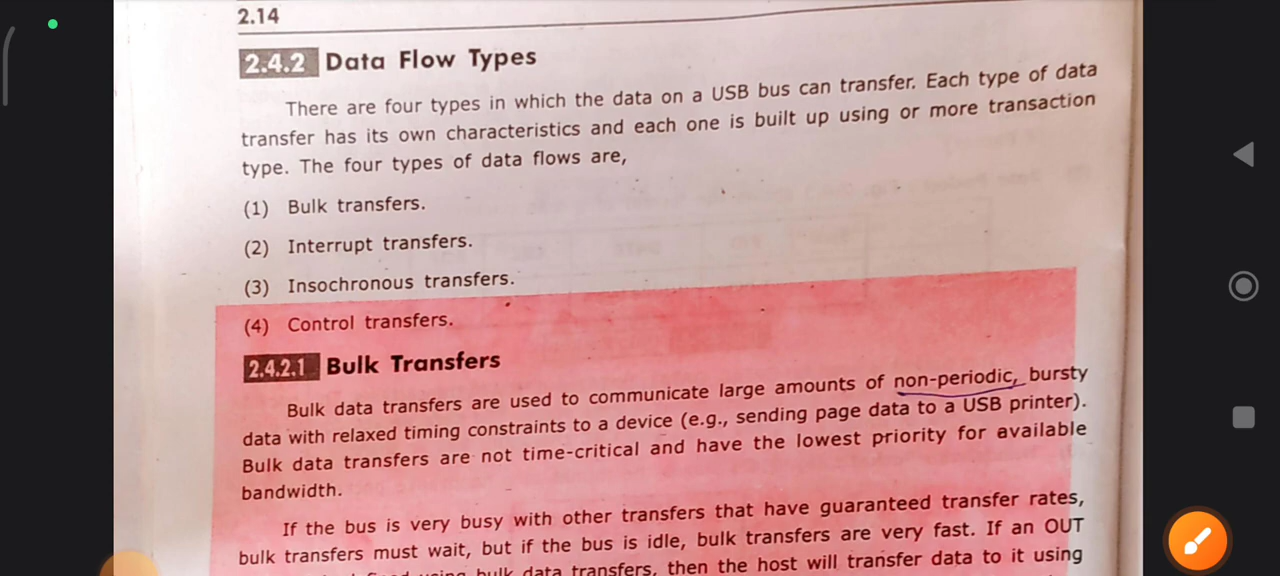 2.14
2.4.2 Data Flow Types
There are four types in which the data on a USB bus can transfer. Each type of data
transfer has its own characteristics and each one is built up using or more transaction
type. The four types of data flows are,
(1) Bulk transfers.
(2) Interrupt transfers.
(3) Insochronous transfers.
(4) Control transfers.
2.4.2.1 Bulk Transfers
Bulk data transfers are used to communicate large amounts of non-periodic, bursty
data with relaxed timing constraints to a device (e.g., sending page data to a USB printer).
Bulk data transfers are not time-critical and have the lowest priority for available
bandwidth.
If the bus is very busy with other transfers that have guaranteed transfer rates,
bulk transfers must wait, but if the bus is idle, bulk transfers are very fast. If an OUT
using bulk data transfers, then the host will transfer data to it using